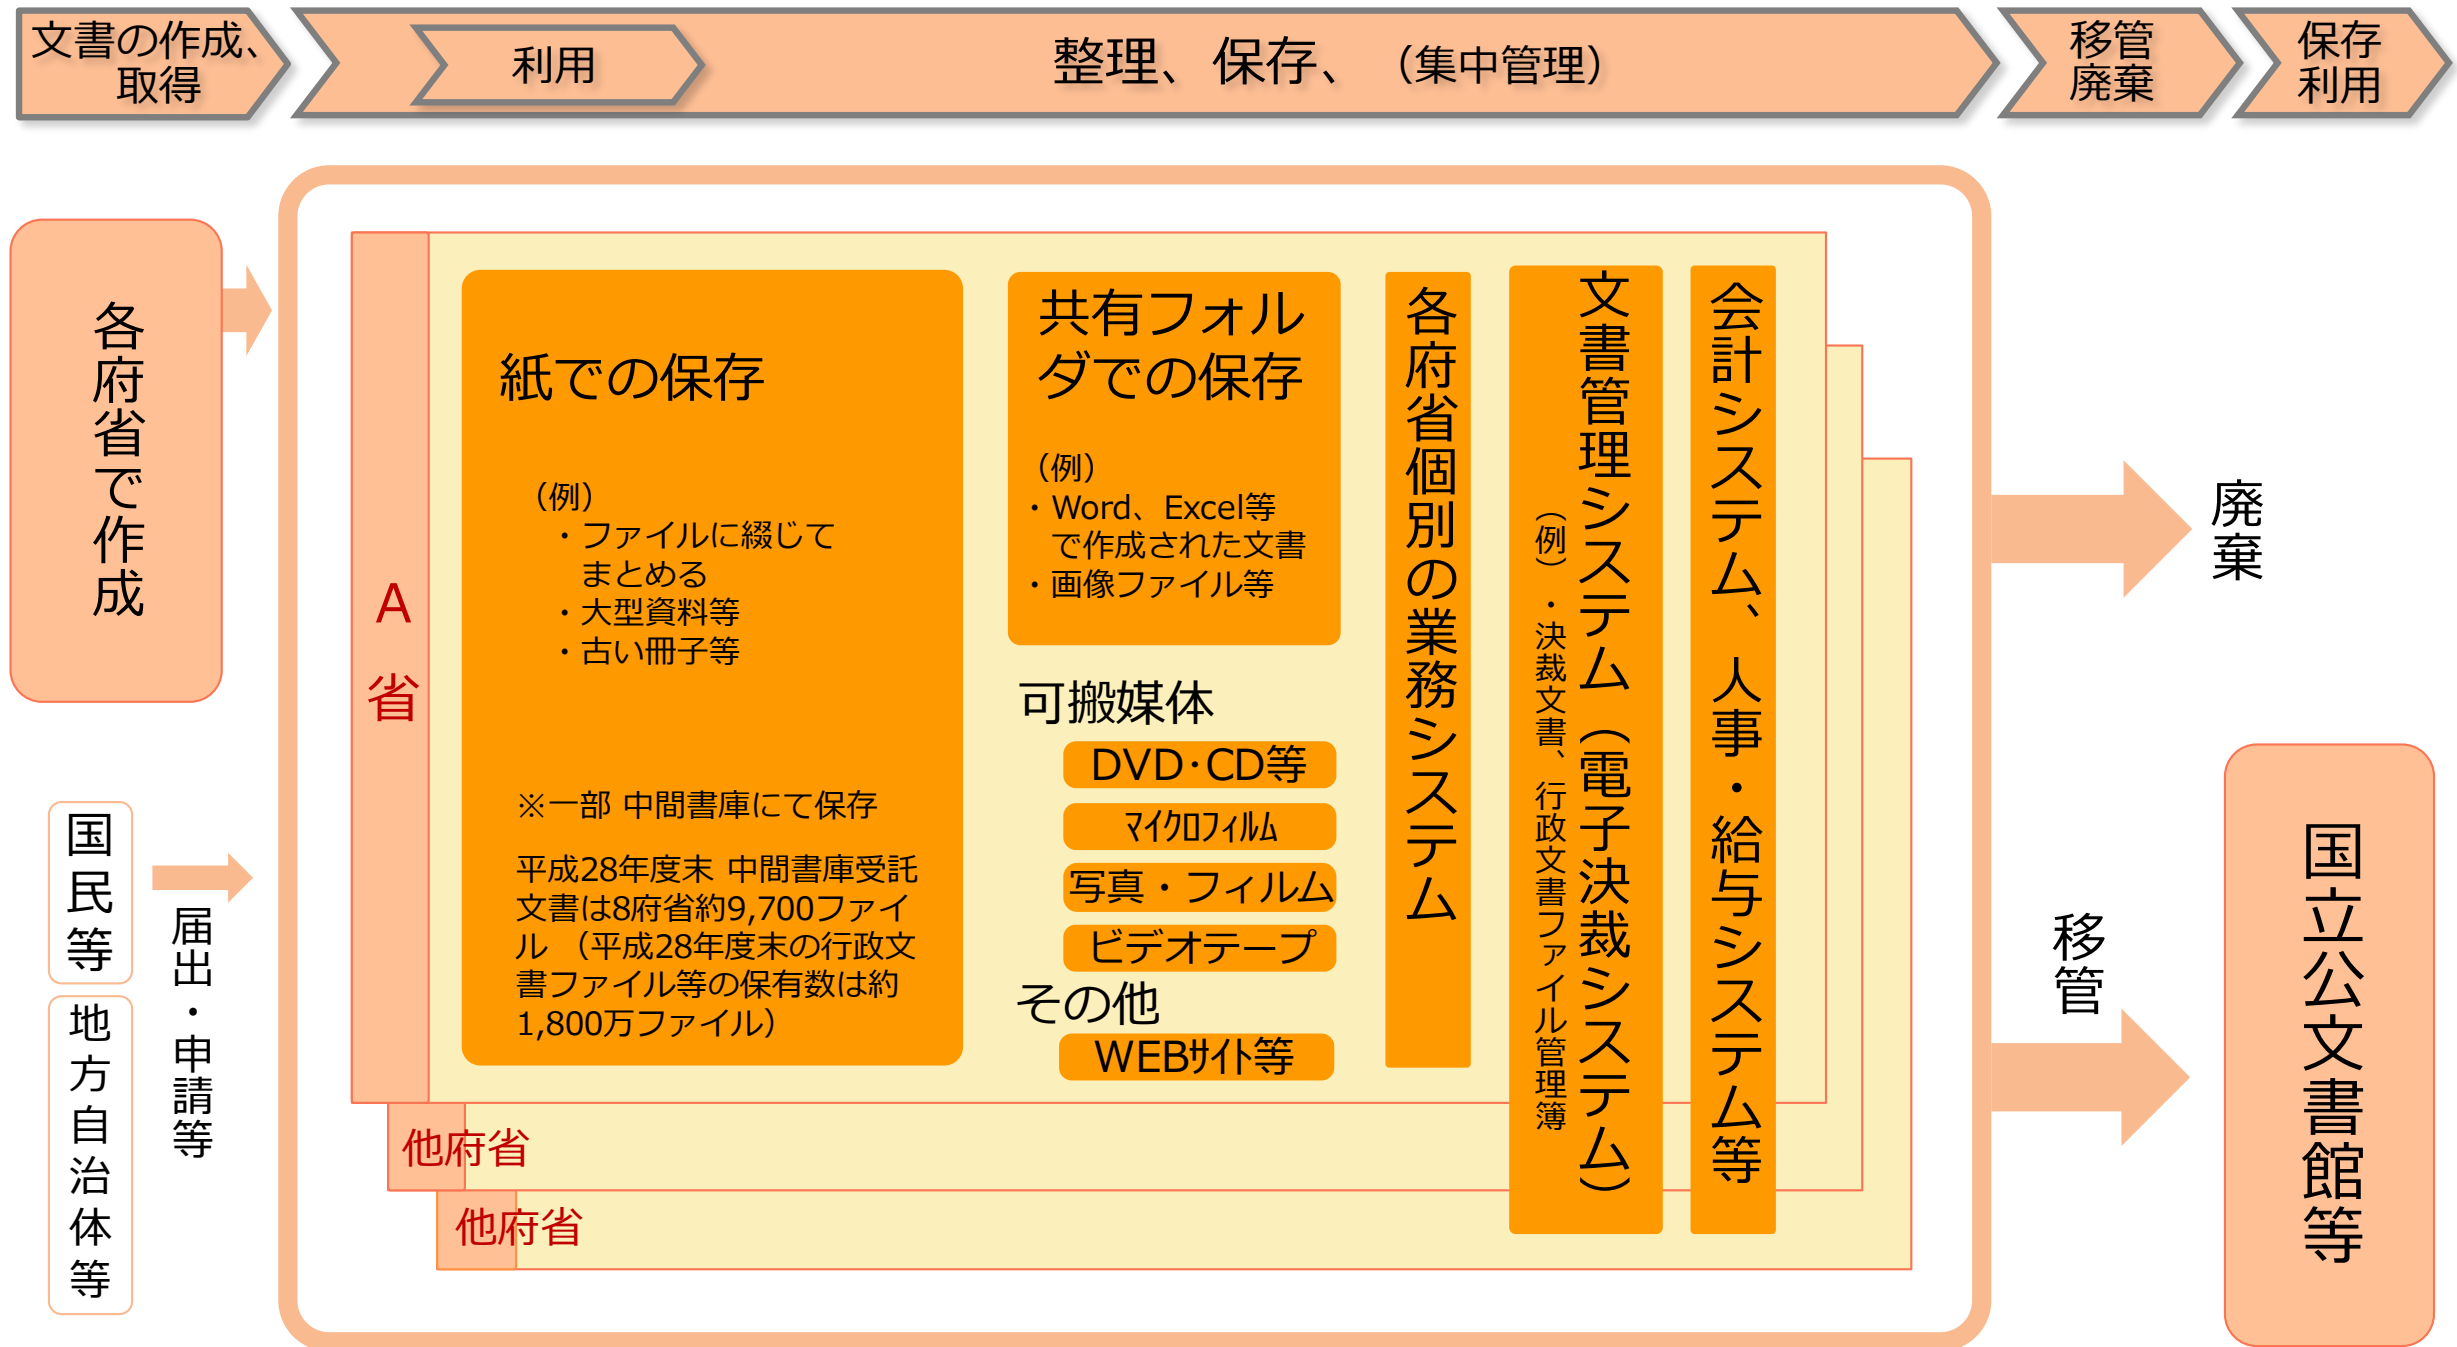 文書の作成、
取得
利用
整理、保存、（集中管理）
移管
廃棄
保存
利用
各府省で作成
国民等
地方自治体等
届出・申請等
A省
他府省
他府省
紙での保存
（例）
・ファイルに綴じて
まとめる
・大型資料等
・古い冊子等
※一部 中間書庫にて保存
平成28年度末 中間書庫受託
文書は8府省約9,700ファイ
ル （平成28年度末の行政文
書ファイル等の保有数は約
1,800万ファイル）
共有フォル
ダでの保存
（例）
・Word、Excel等
で作成された文書
・画像ファイル等
可搬媒体
DVD･CD等
ﾏｲｸﾛﾌｨﾙﾑ
写真・フィルム
ビデオテープ
その他
WEBｻｲﾄ等
各府省個別の業務システム
文書管理システム（電子決裁システム）
（例）・決裁文書、行政文書ファイル管理簿
会計システム、人事・給与システム等
廃棄
移管
国立公文書館等